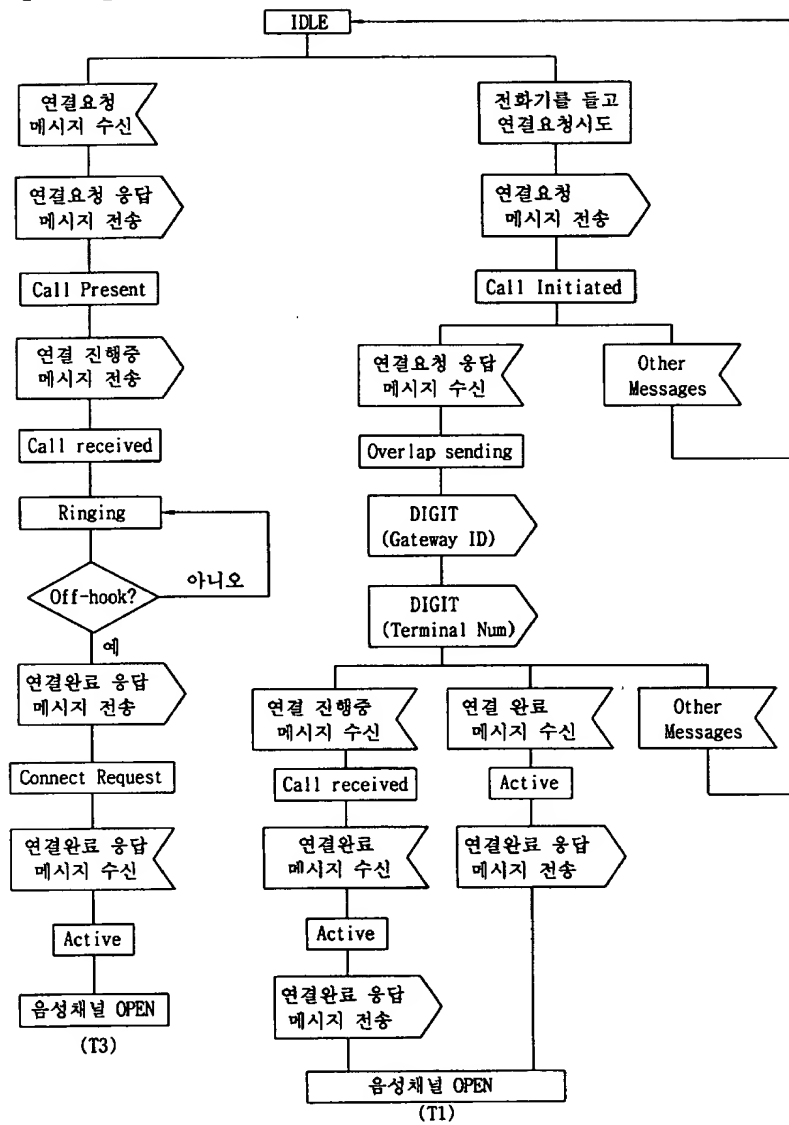 IDLE
연결요청
메시지 수신
연결요청 응답
메시지 전송
Call Present
연결 진행중
메시지 전송
Call received
Ringing
Off-hook?
아니오
예
연결완료 응답
메시지 전송
Connect Request
연결완료 응답
메시지 수신
Active
음성채널 OPEN
(T3)
전화기를 들고
연결요청시도
연결요청
메시지 전송
Call Initiated
연결요청 응답
메시지 수신
Other
Messages
Overlap sending
DIGIT
(Gateway ID)
DIGIT
(Terminal Num)
연결 진행중
메시지 수신
Call received
연결완료
메시지 수신
Active
연결완료 응답
메시지 전송
연결 완료
메시지 수신
Active
연결완료 응답
메시지 전송
Other
Messages
음성채널 OPEN
(T1)